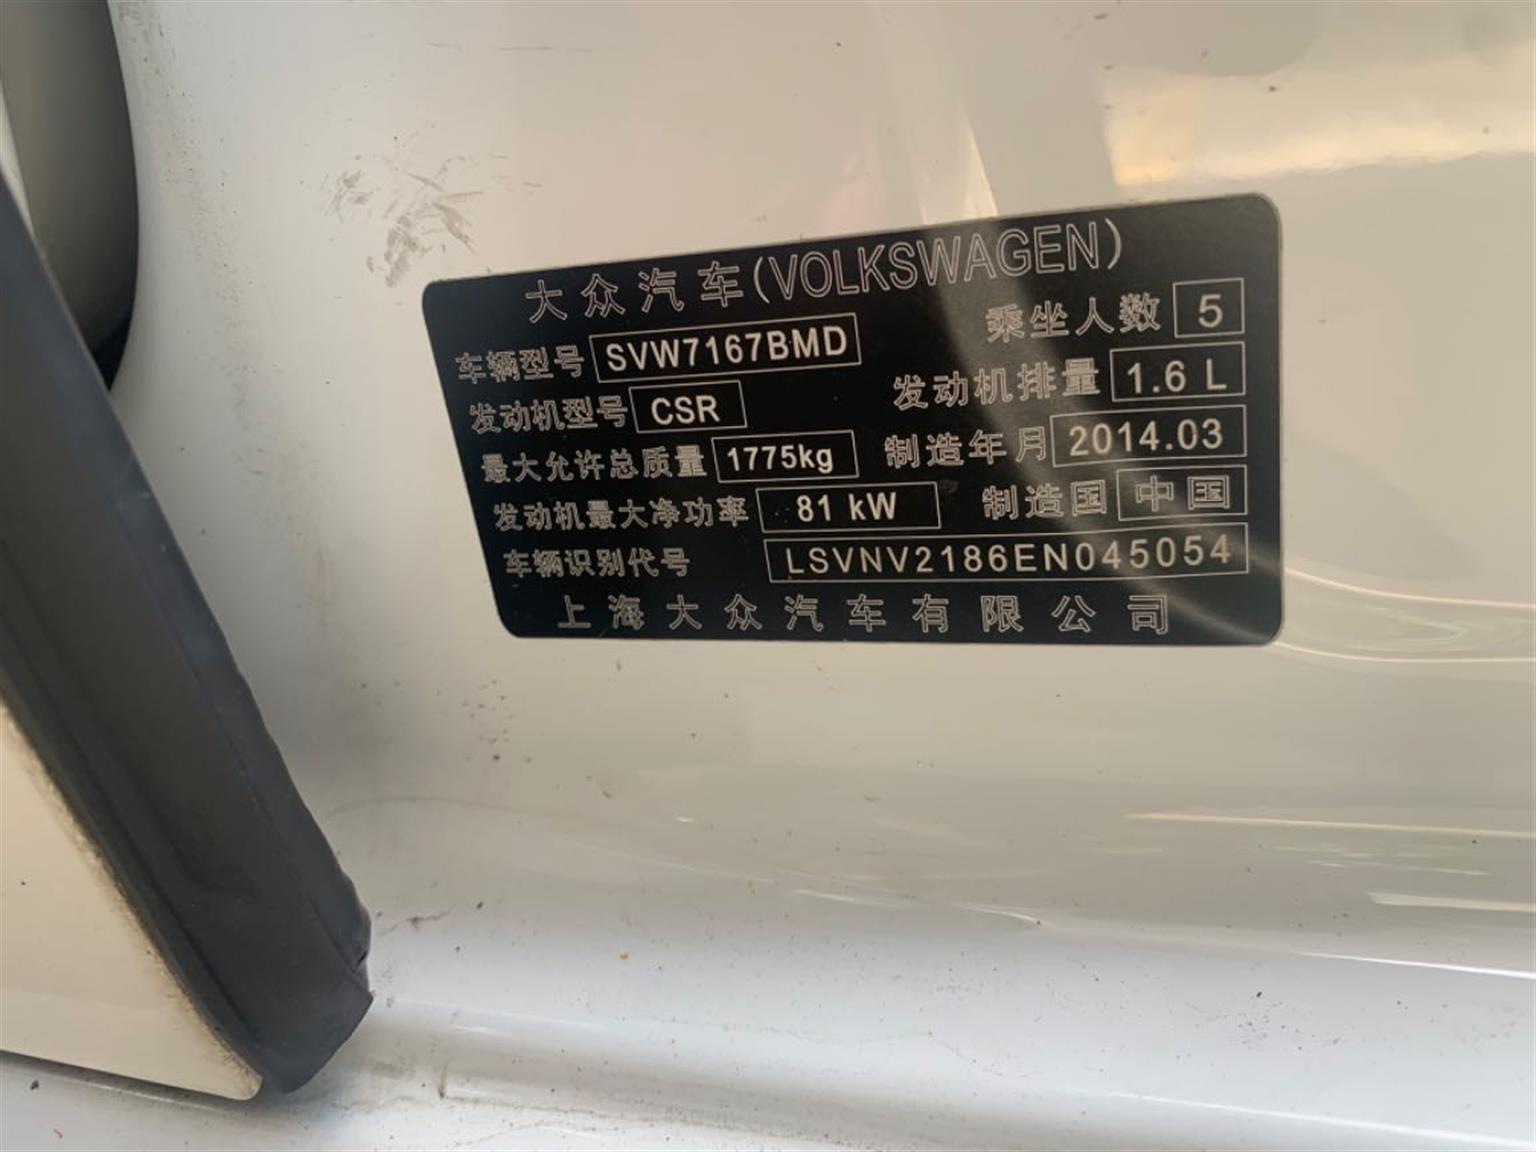 大众汽车(VOLKSWAGEN)
车辆型号 SVW7167BMD 乘坐人数 5
发动机型号 CSR 发动机排量 1.6 L
最大允许总质量 1775kg 制造年月 2014.03
发动机最大净功率 81 kW 制造国 中国
车辆识别代号 LSVNV2186EN045054
上海大众汽车有限公司